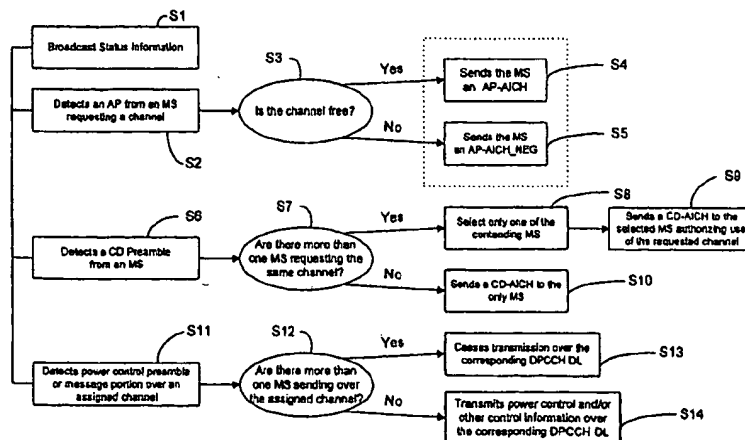 S1
Broadcast Status Information
S3
Yes
Sends the MS
an AP-AICH
S4
Detects an AP from an MS
requesting a channel
Is the channel free?
S2
No
Sends the MS
an AP-AICH_NEG
S5
S6
S7
S8
S9
Yes
Detects a CD Preamble
from an MS
Are there more than
one MS requesting the
same channel?
Select only one of the
contending MS
Sends a CD-AICH to the
selected MS authorizing use
of the requested channel
No
Sends a CD-AICH to the
only MS
S10
S11
S12
Yes
Ceases transmission over the
corresponding DPCCH DL
S13
Detects power control preamble
or message portion over an
assigned channel
Are there more than
one MS sending over
the assigned channel?
No
Transmits power control and/or
other control information over
the corresponding DPCCH DL
S14